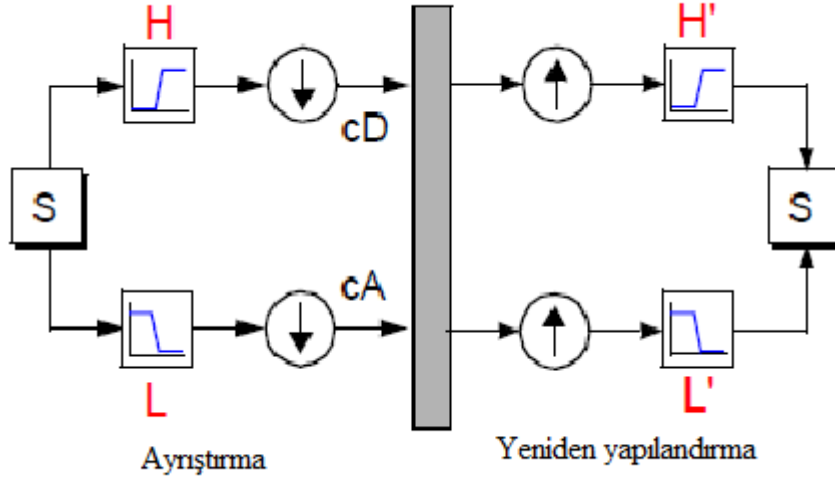 H
H'
cD
S
S
cA
L
L'
Ayrıştırma
Yeniden yapılandırma